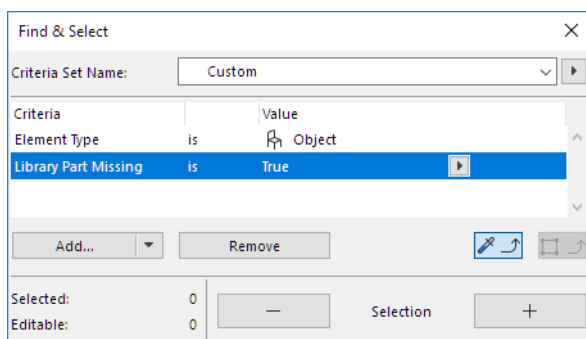 Find & Select
Criteria Set Name: Custom
Criteria Value
Element Type is Object
Library Part Missing is True
Add... Remove
Selected: 0
Editable: 0
— Selection +